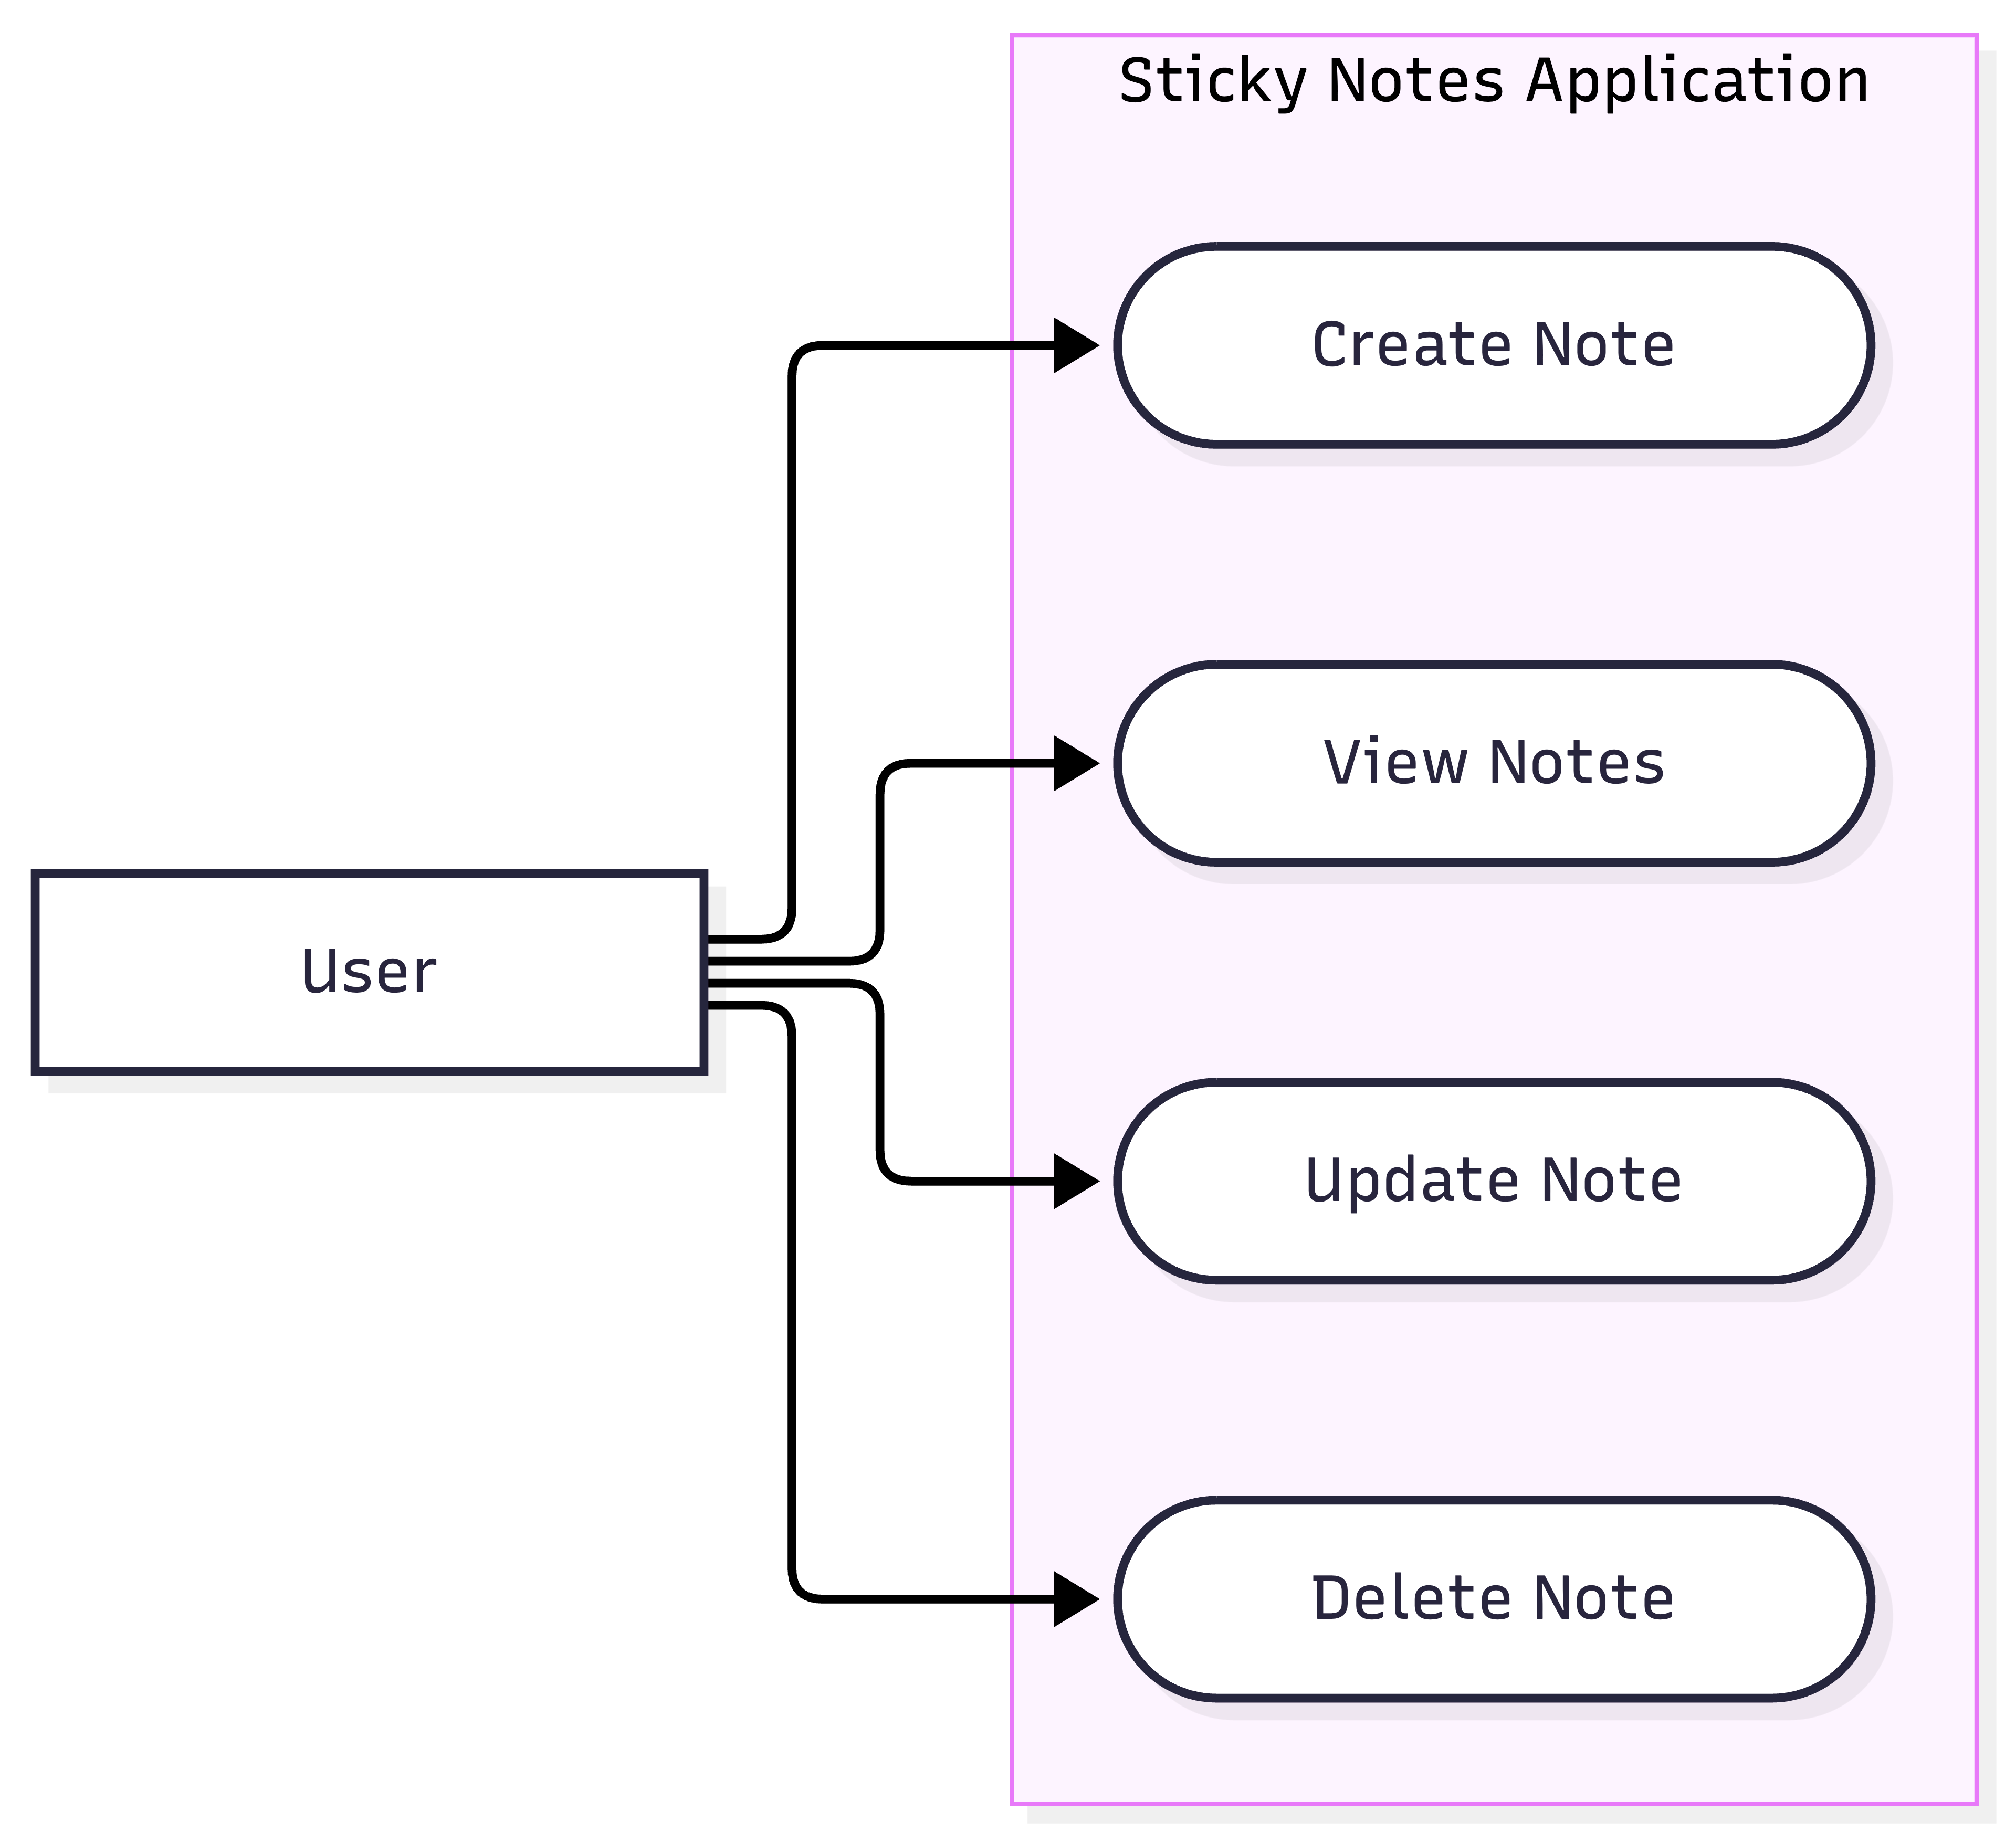 Sticky Notes Application
Create Note
View Notes
User
Update Note
Delete Note